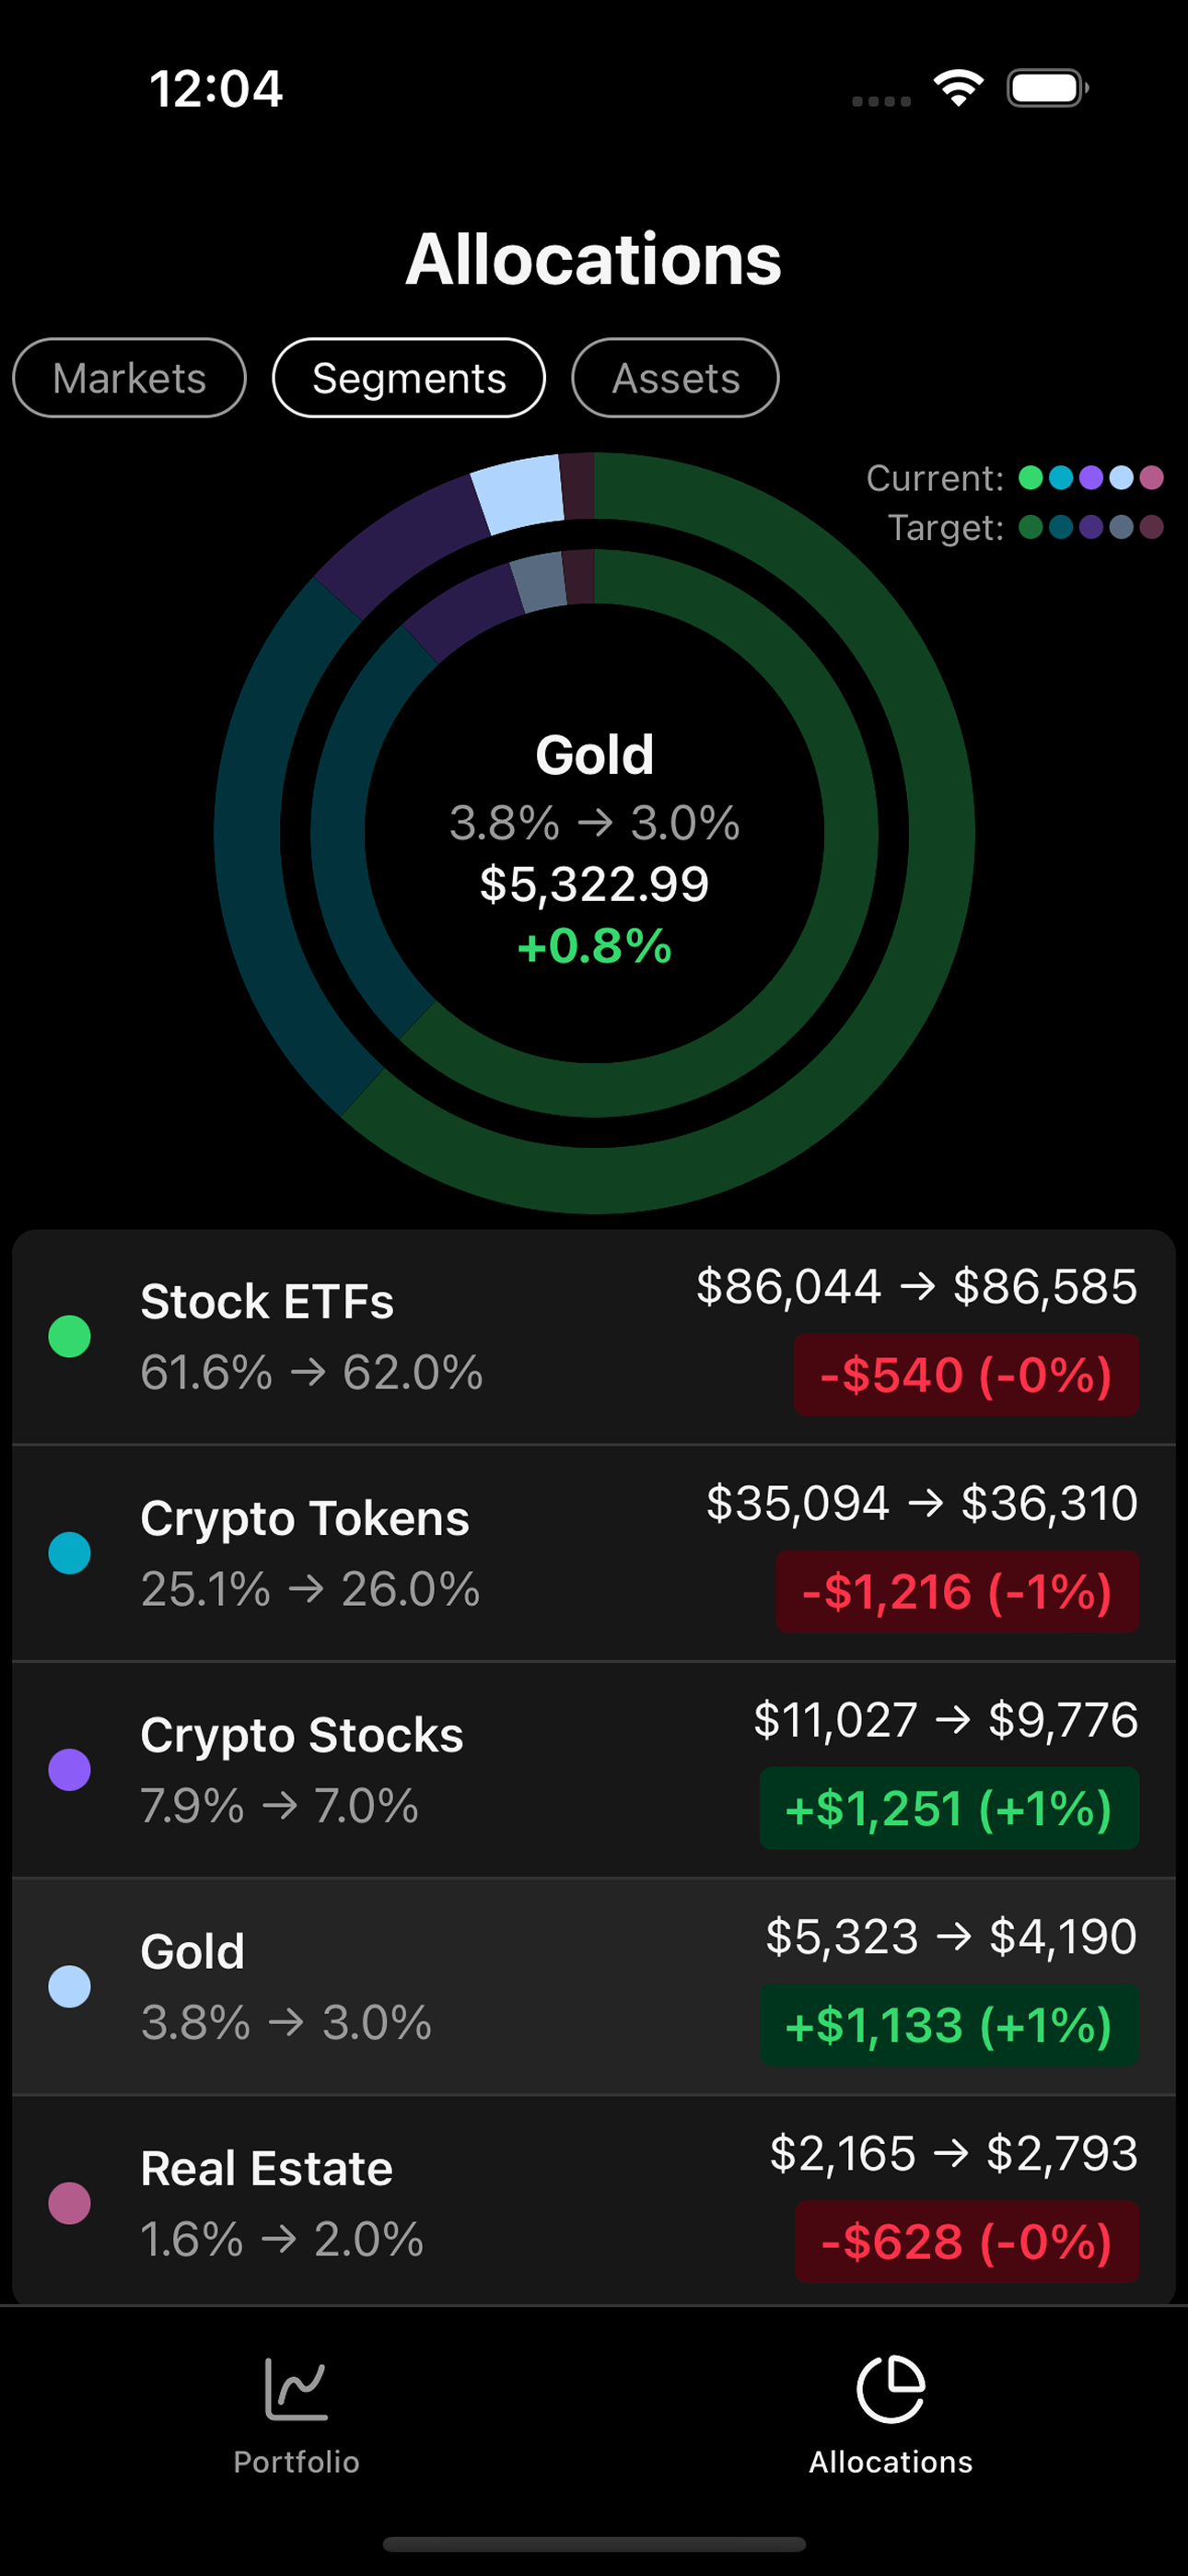 12:04
Allocations
Markets Segments Assets
Current:
Target:
Gold
3.8% → 3.0%
$5,322.99
+0.8%
Stock ETFs
61.6% → 62.0%
$86,044 → $86,585
-$540 (-0%)
Crypto Tokens
25.1% → 26.0%
$35,094 → $36,310
-$1,216 (-1%)
Crypto Stocks
7.9% → 7.0%
$11,027 → $9,776
+$1,251 (+1%)
Gold
3.8% → 3.0%
$5,323 → $4,190
+$1,133 (+1%)
Real Estate
1.6% → 2.0%
$2,165 → $2,793
-$628 (-0%)
Portfolio Allocations